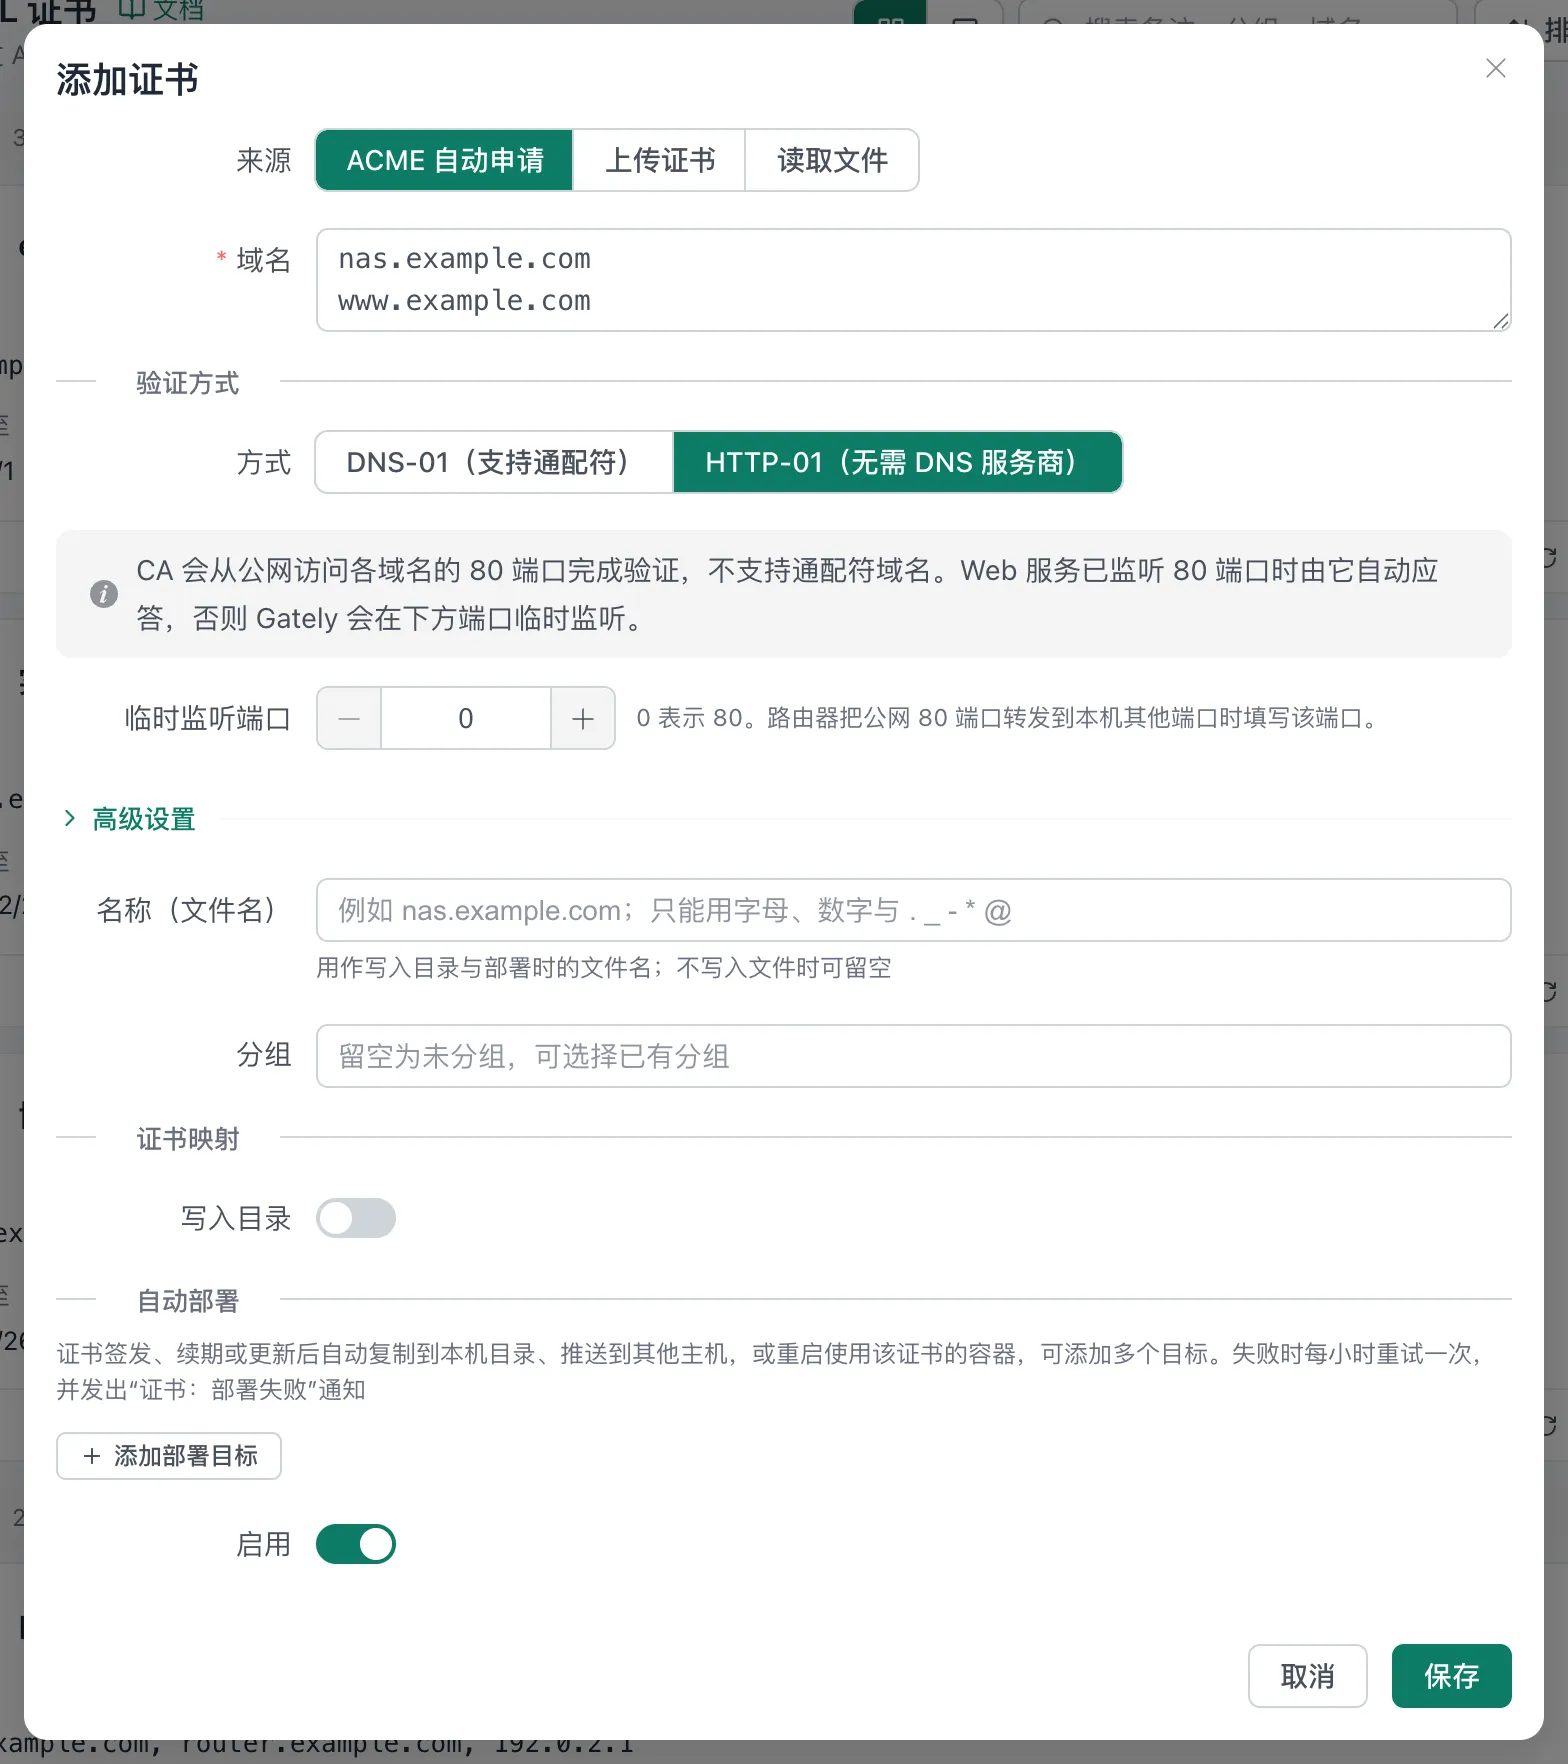 证书 文档
添加证书
来源 ACME 自动申请 上传证书 读取文件
* 域名 nas.example.com
www.example.com
验证方式
方式 DNS-01（支持通配符） HTTP-01（无需 DNS 服务商）
CA 会从公网访问各域名的 80 端口完成验证，不支持通配符域名。Web 服务已监听 80 端口时由它自动应
答，否则 Gately 会在下方端口临时监听。
临时监听端口 0 0 表示 80。路由器把公网 80 端口转发到本机其他端口时填写该端口。
高级设置
名称（文件名） 例如 nas.example.com；只能用字母、数字与 . _ - * @
用作写入目录与部署时的文件名；不写入文件时可留空
分组 留空为未分组，可选择已有分组
证书映射
写入目录
自动部署
证书签发、续期或更新后自动复制到本机目录、推送到其他主机，或重启使用该证书的容器，可添加多个目标。失败时每小时重试一次，
并发出“证书：部署失败”通知
+ 添加部署目标
启用
取消 保存
example.com, router.example.com, 192.0.2.1